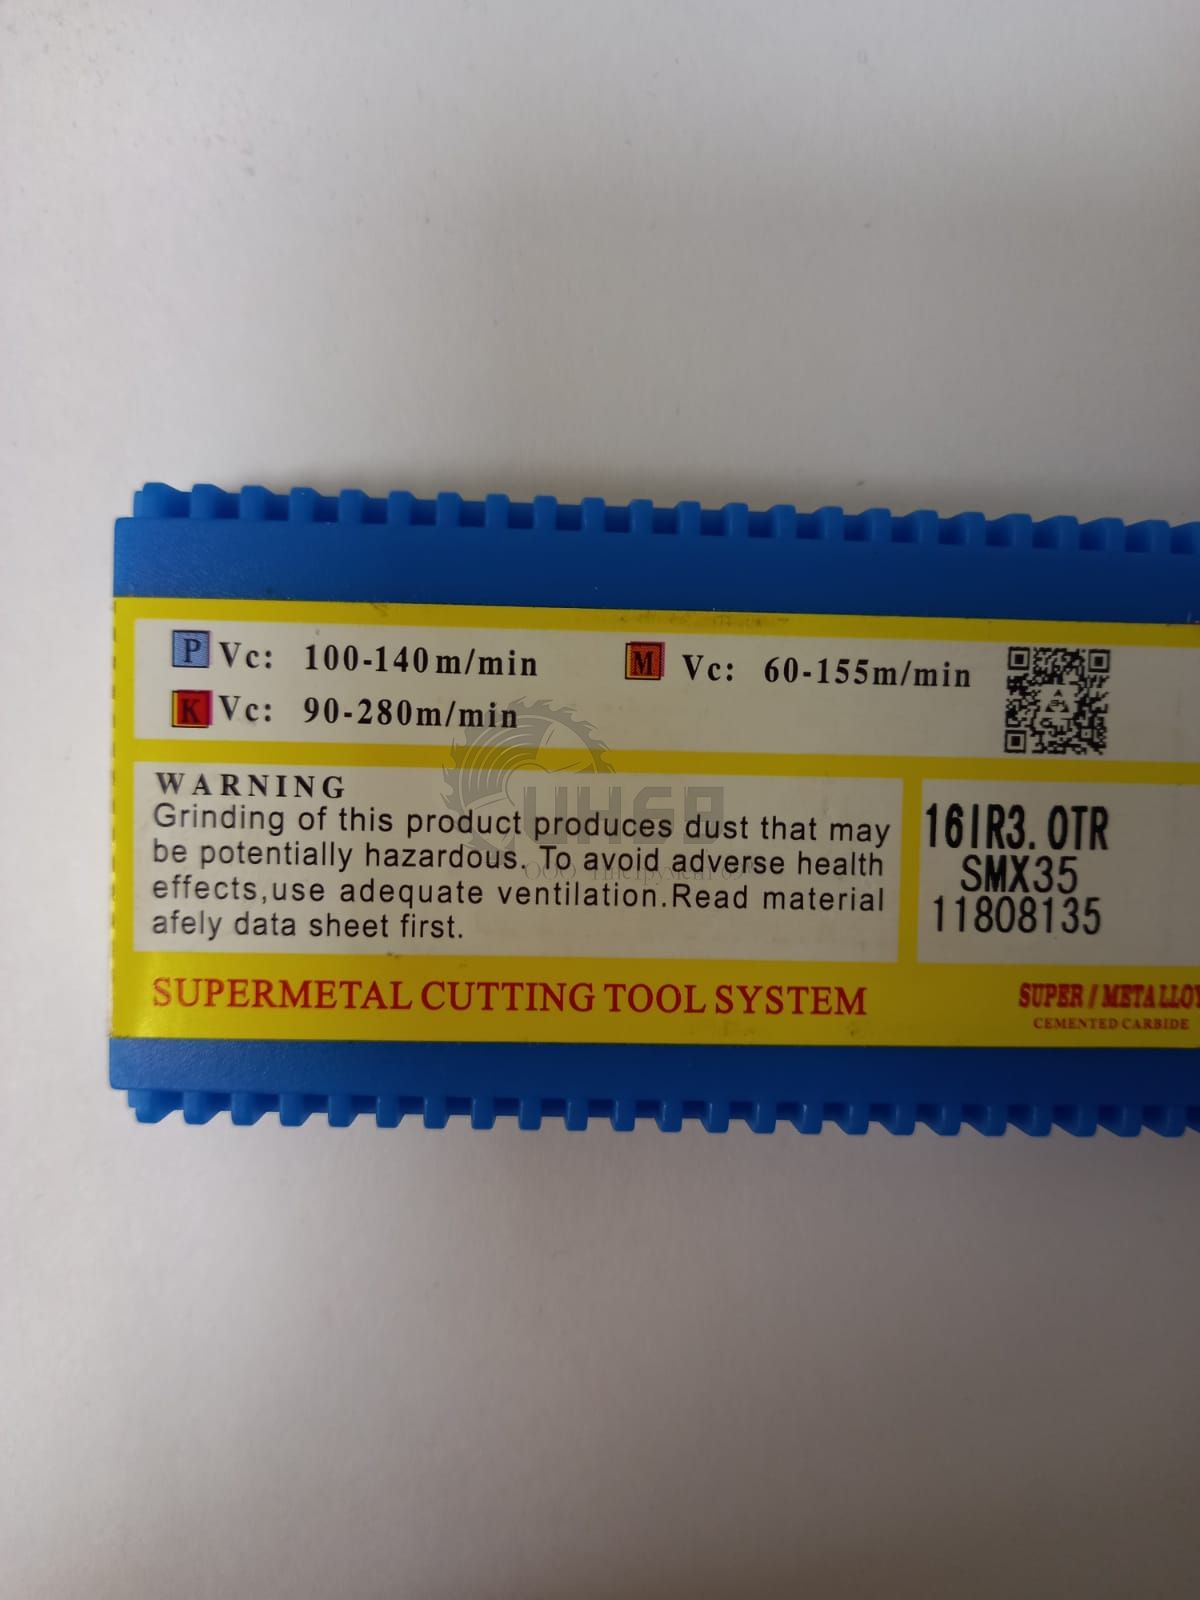 P Vc: 100-140m/min M Vc: 60-155m/min
K Vc: 90-280m/min
WARNING
Grinding of this product produces dust that may
be potentially hazardous. To avoid adverse health
effects,use adequate ventilation.Read material
afely data sheet first.
16IR3.0TR
SMX35
11808135
SUPERMETAL CUTTING TOOL SYSTEM
SUPER/METALLOY
CEMENTED CARBIDE
ИНБО
ООО